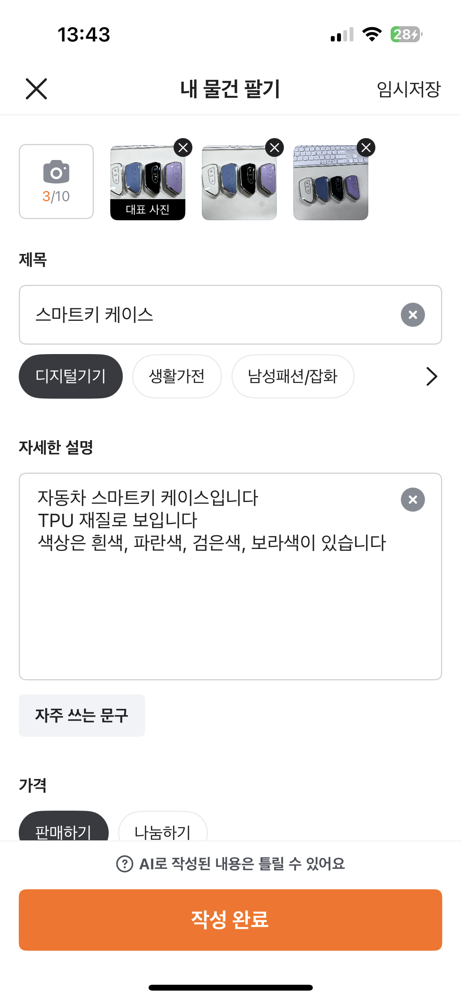 13:43
28
내 물건 팔기
임시저장
3/10
대표 사진
제목
스마트키 케이스
디지털기기
생활가전
남성패션/잡화
자세한 설명
자동차 스마트키 케이스입니다
TPU 재질로 보입니다
색상은 흰색, 파란색, 검은색, 보라색이 있습니다
자주 쓰는 문구
가격
판매하기
나눔하기
AI로 작성된 내용은 틀릴 수 있어요
작성 완료